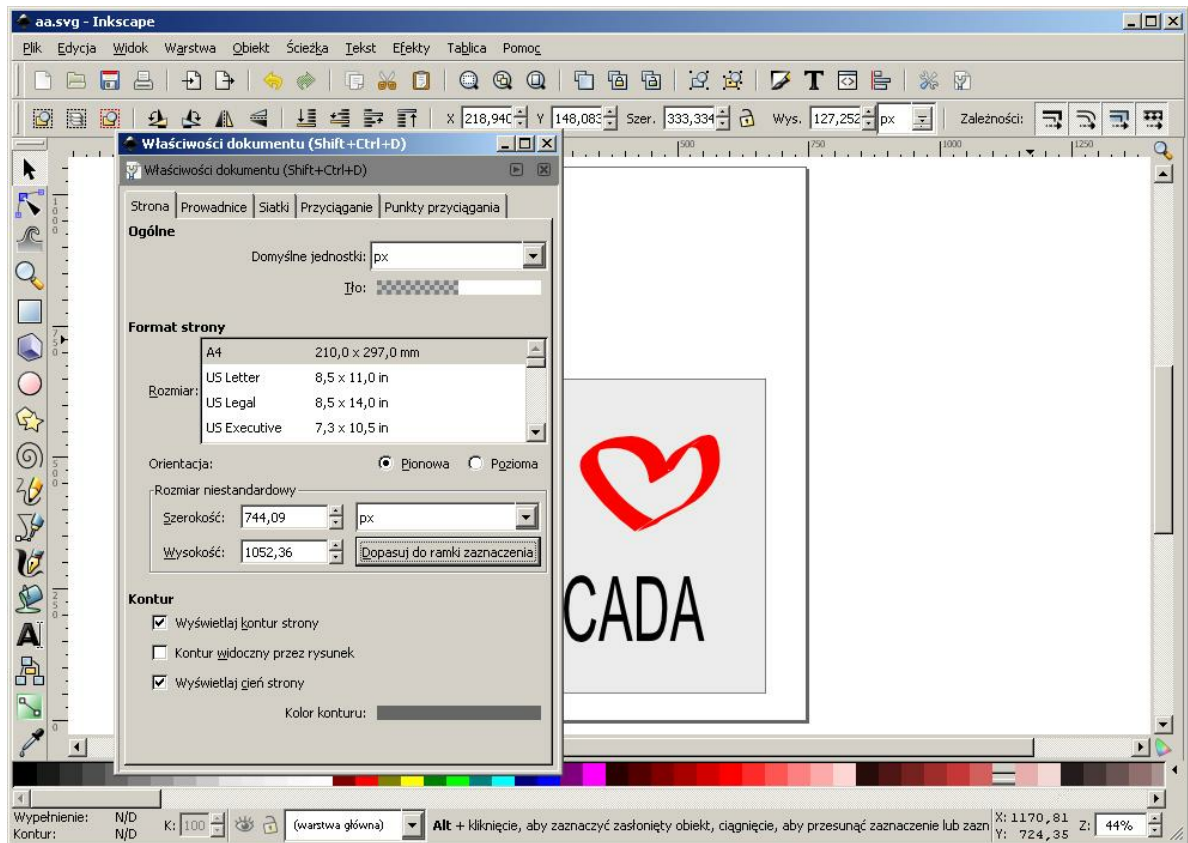 aa.svg - Inkscape
Plik Edycja Widok Warstwa Obiekt Ścieżka Tekst Efekty Tablica Pomoc
X 218,94 Y 148,08 Szer. 333,334 Wys. 127,252 px Zależności:
Właściwości dokumentu (Shift+Ctrl+D)
Właściwości dokumentu (Shift+Ctrl+D)
500 750 1000 1250
Strona Prowadnice Siatki Przyciąganie Punkty przyciągania
Ogólne
Domyślne jednostki: px
Tło:
Format strony
Rozmiar:
A4 210,0 x 297,0 mm
US Letter 8,5 x 11,0 in
US Legal 8,5 x 14,0 in
US Executive 7,3 x 10,5 in
Orientacja: Pionowa Pozioma
Rozmiar niestandardowy
Szerokość: 744,09 px
Wysokość: 1052,36 Dopasuj do ramki zaznaczenia
Kontur
Wyświetlaj kontur strony
Kontur widoczny przez rysunek
Wyświetlaj cień strony
Kolor konturu:
CADA
Wypełnienie: N/D
Kontur: N/D
K: 100 (warstwa główna) Alt + kliknięcie, aby zaznaczyć zasłonięty obiekt, ciągnięcie, aby przesunąć zaznaczenie lub zazn
X: 1170,81
Y: 724,35
Z: 44%